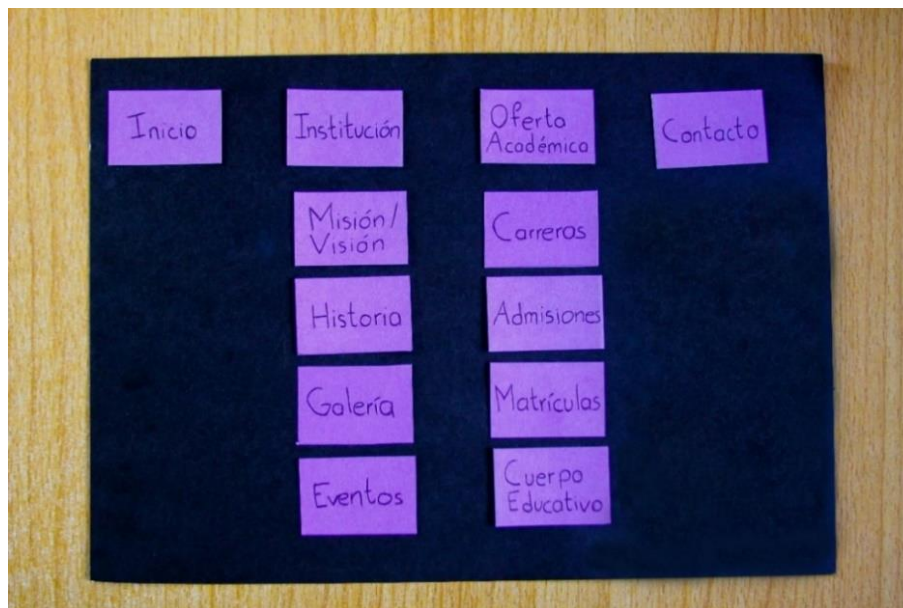 Inicio
Institución
Oferta
Académica
Contacto
Misión/
Visión
Carreras
Historia
Admisiones
Galería
Matrículas
Eventos
Cuerpo
Educativo